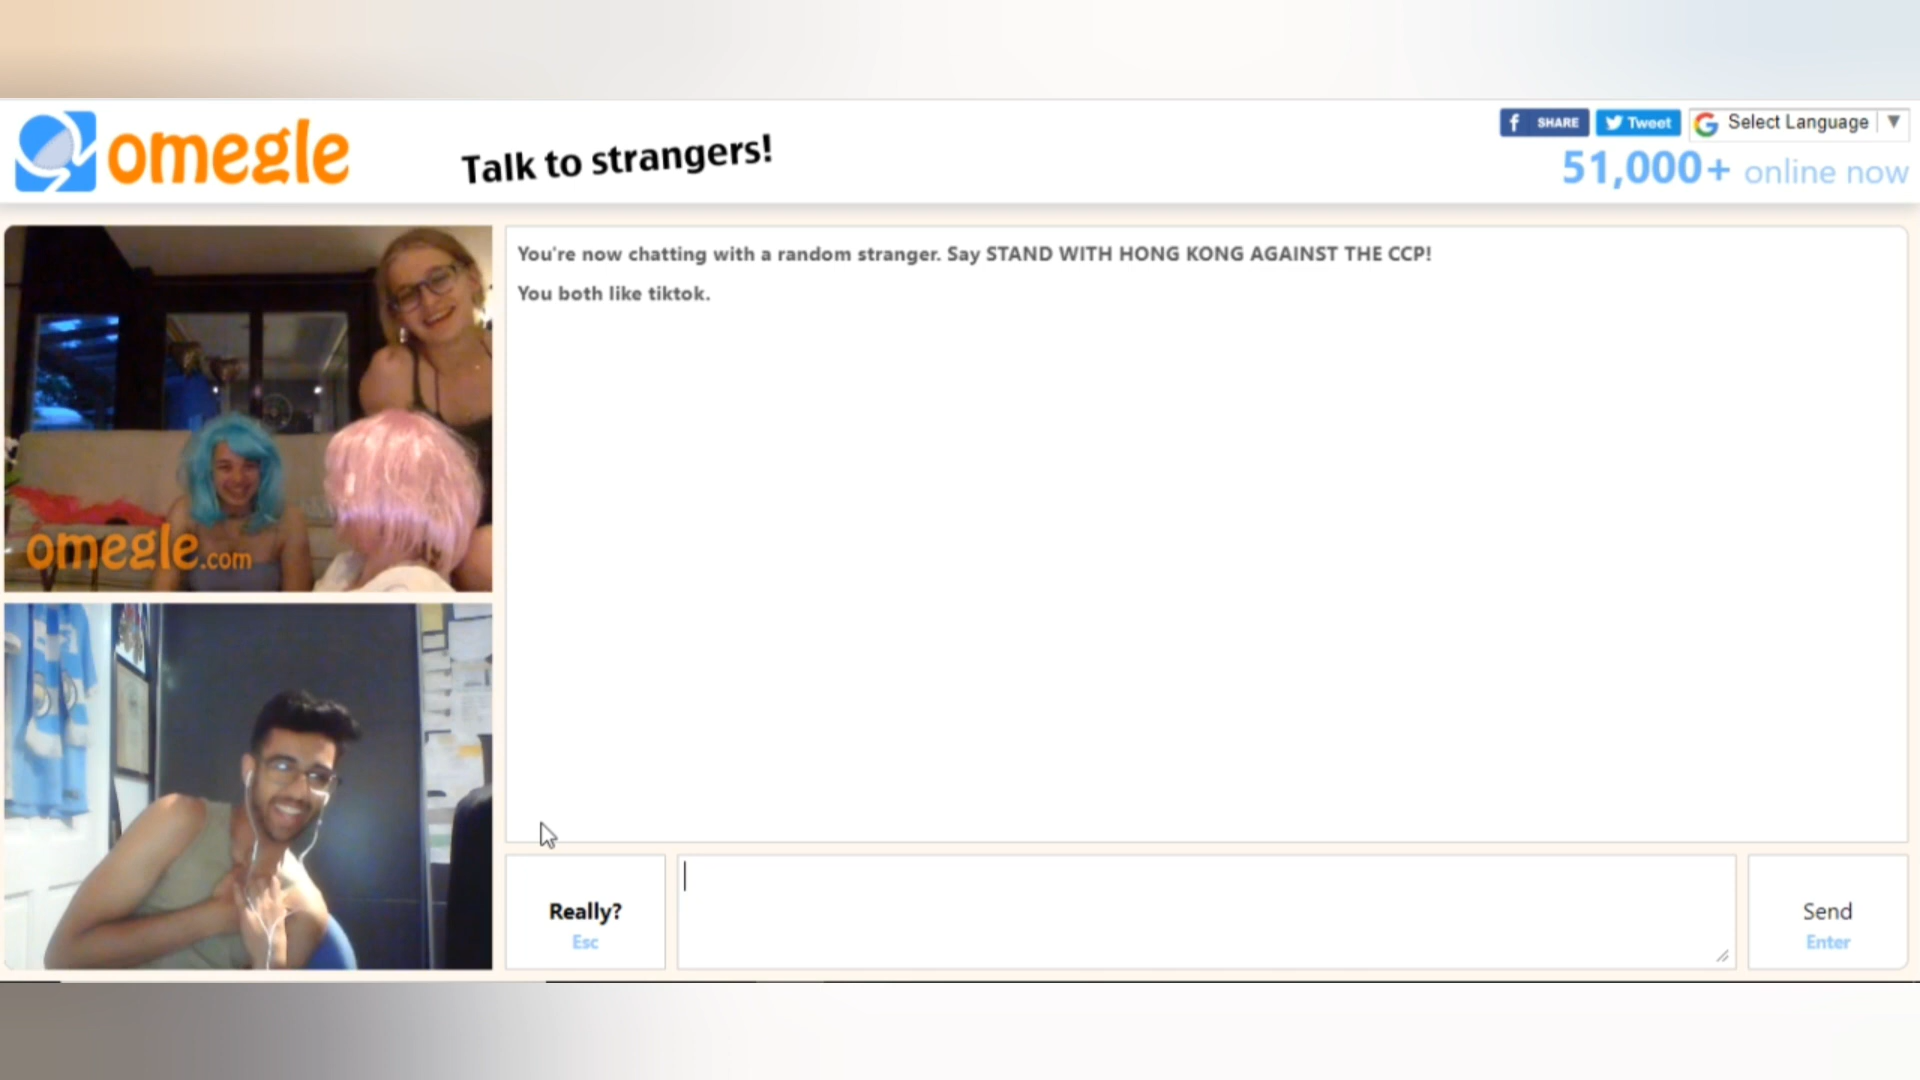 omegle
Talk to strangers!
f SHARE
Tweet
G Select Language ▼
51,000+ online now
You're now chatting with a random stranger. Say STAND WITH HONG KONG AGAINST THE CCP!
You both like tiktok.
omegle.com
Really?
Esc
Send
Enter